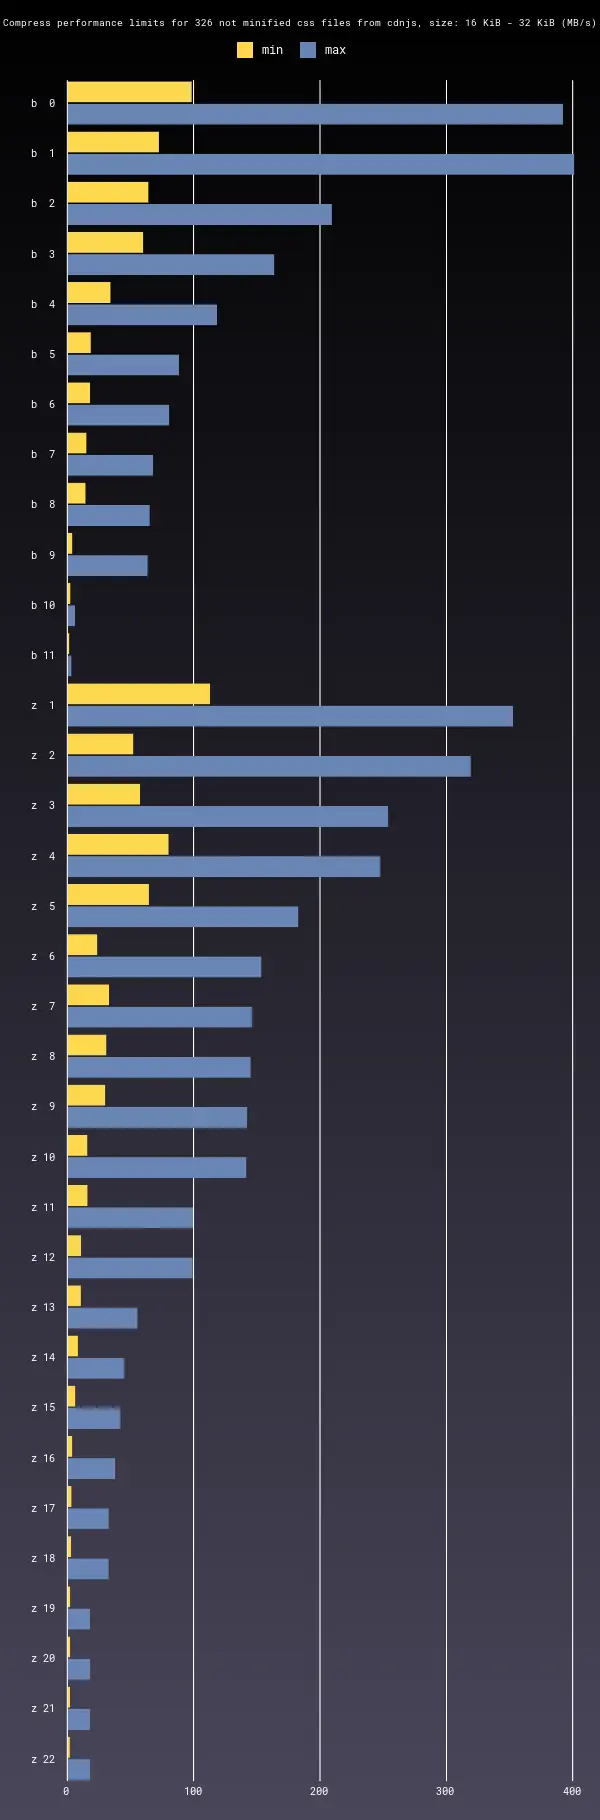 Compress performance limits for 326 not minified css files from cdnjs, size: 16 KiB - 32 KiB (MB/s)
min max
b 0
b 1
b 2
b 3
b 4
b 5
b 6
b 7
b 8
b 9
b 10
b 11
z 1
z 2
z 3
z 4
z 5
z 6
z 7
z 8
z 9
z 10
z 11
z 12
z 13
z 14
z 15
z 16
z 17
z 18
z 19
z 20
z 21
z 22
0 100 200 300 400